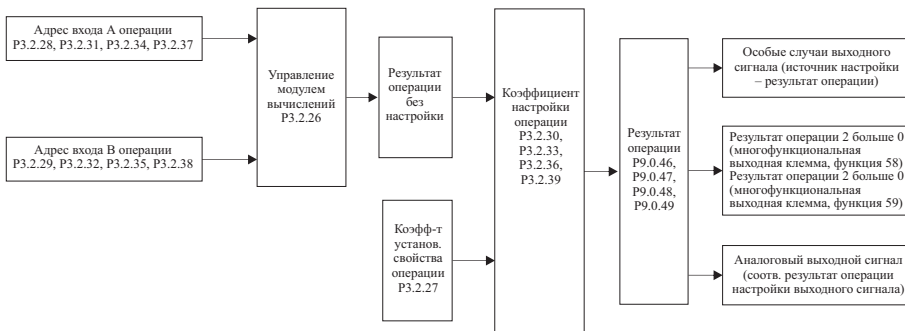 Адрес входа А операции
P3.2.28, P3.2.31, P3.2.34, P3.2.37
Адрес входа В операции
P3.2.29, P3.2.32, P3.2.35, P3.2.38
Управление
модулем
вычислений
P3.2.26
Результат
операции
без
настройки
Коэфф-т
установ.
свойства
операции
P3.2.27
Коэффициент
настройки
операции
P3.2.30,
P3.2.33,
P3.2.36,
P3.2.39
Результат
операции
P9.0.46,
P9.0.47,
P9.0.48,
P9.0.49
Особые случаи выходного
сигнала (источник настройки
– результат операции)
Результат операции 2 больше 0
(многофункциональная
выходная клемма, функция 58)
Результат операции 2 больше 0
(многофункциональная
выходная клемма, функция 59)
Аналоговый выходной сигнал
(соотв. результат операции
настройки выходного сигнала)